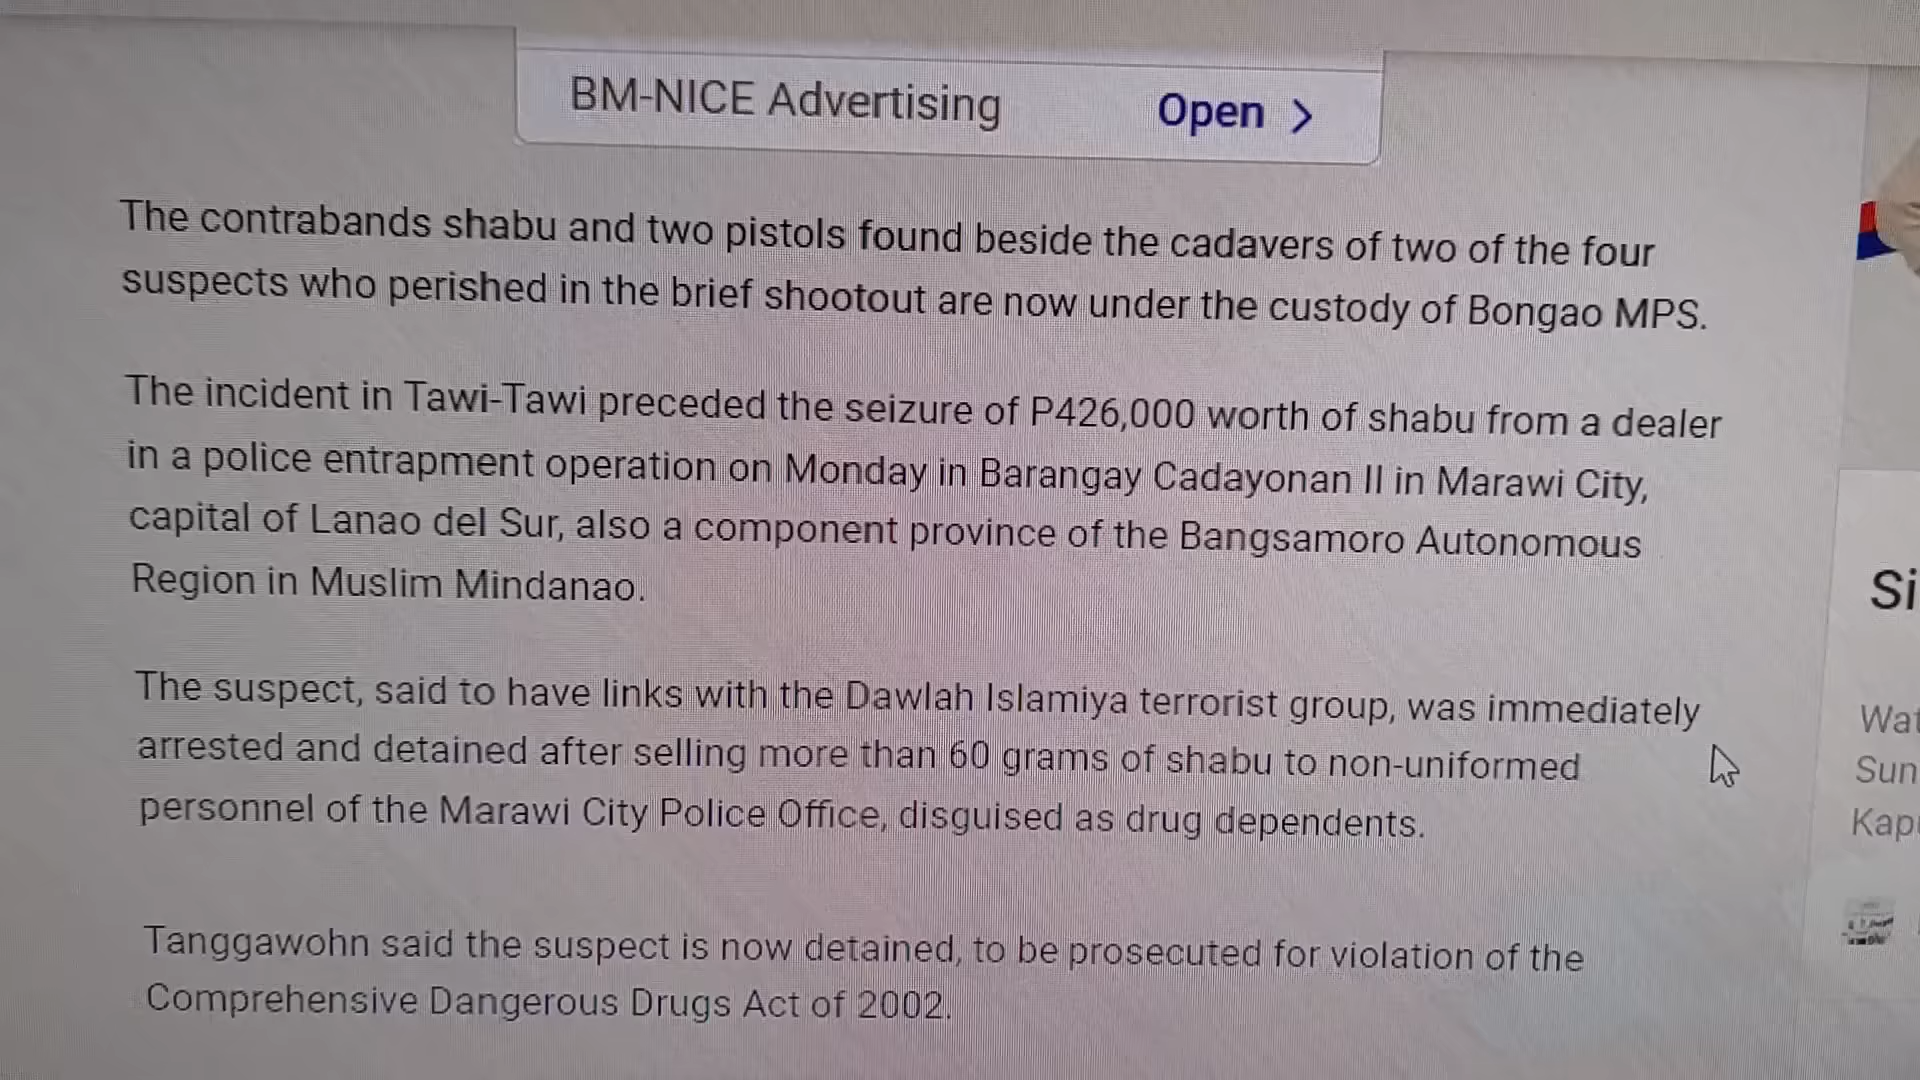 BM-NICE Advertising Open >
The contrabands shabu and two pistols found beside the cadavers of two of the four
suspects who perished in the brief shootout are now under the custody of Bongao MPS.
The incident in Tawi-Tawi preceded the seizure of P426,000 worth of shabu from a dealer
in a police entrapment operation on Monday in Barangay Cadayonan II in Marawi City,
capital of Lanao del Sur, also a component province of the Bangsamoro Autonomous
Region in Muslim Mindanao.
The suspect, said to have links with the Dawlah Islamiya terrorist group, was immediately
arrested and detained after selling more than 60 grams of shabu to non-uniformed
personnel of the Marawi City Police Office, disguised as drug dependents.
Tanggawohn said the suspect is now detained, to be prosecuted for violation of the
Comprehensive Dangerous Drugs Act of 2002.
Si
Wat
Sun
Kap